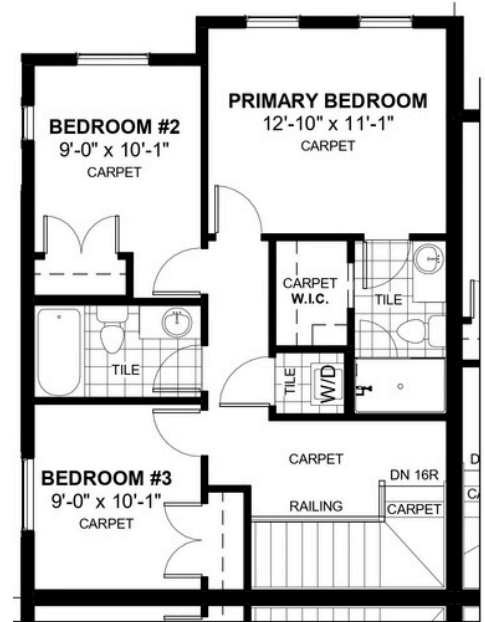 PRIMARY BEDROOM
12'-10" x 11'-1"
CARPET
BEDROOM #2
9'-0" x 10'-1"
CARPET
CARPET
W.I.C.
TILE
TILE
TILE
W/D
BEDROOM #3
9'-0" x 10'-1"
CARPET
CARPET
DN 16R
RAILING
CARPET